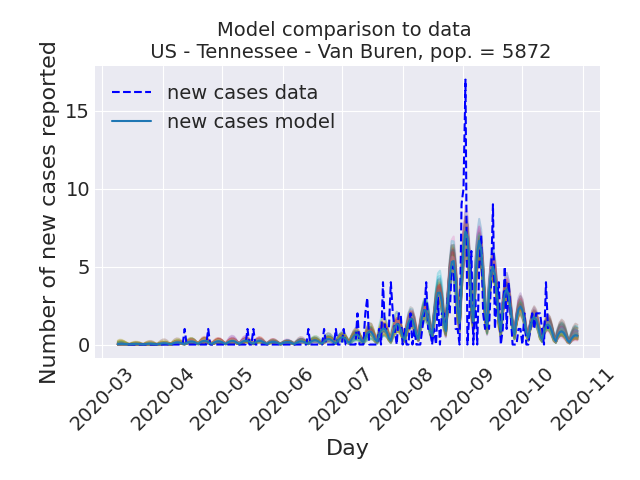 Model comparison to data
US - Tennessee - Van Buren, pop. = 5872
new cases data
new cases model
Number of new cases reported
15
10
5
0
2020-03
2020-04
2020-05
2020-06
2020-07
2020-08
2020-09
2020-10
2020-11
Day